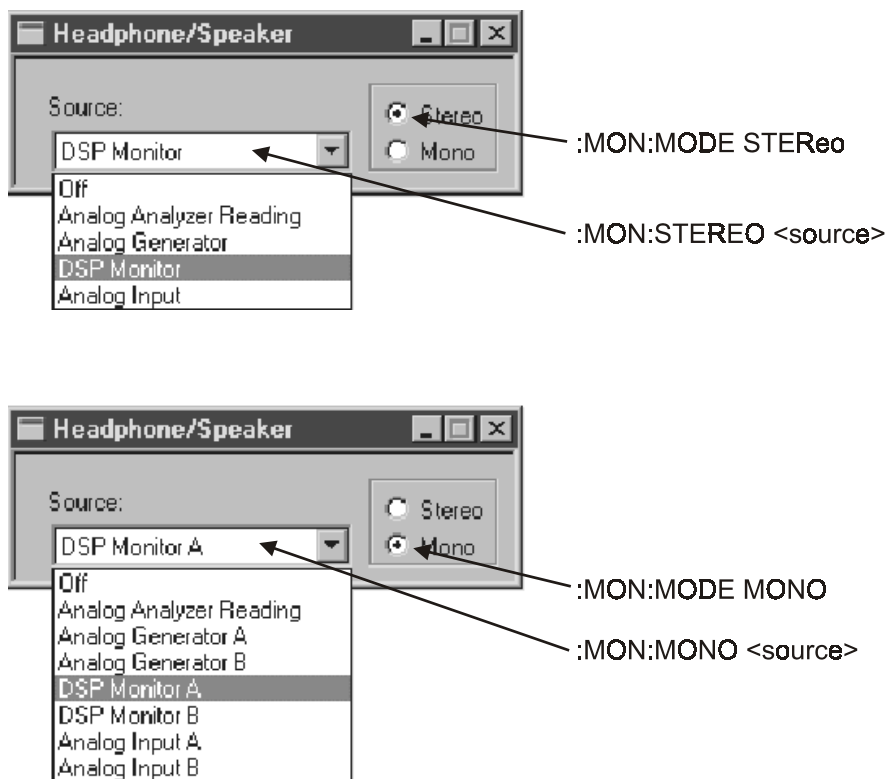 Headphone/Speaker
Source:
DSP Monitor
Off
Analog Analyzer Reading
Analog Generator
DSP Monitor
Analog Input
Stereo
Mono
:MON:MODE STEReo
:MON:STEREO <source>
Headphone/Speaker
Source:
DSP Monitor A
Off
Analog Analyzer Reading
Analog Generator A
Analog Generator B
DSP Monitor A
DSP Monitor B
Analog Input A
Analog Input B
Stereo
Mono
:MON:MODE MONO
:MON:MONO <source>